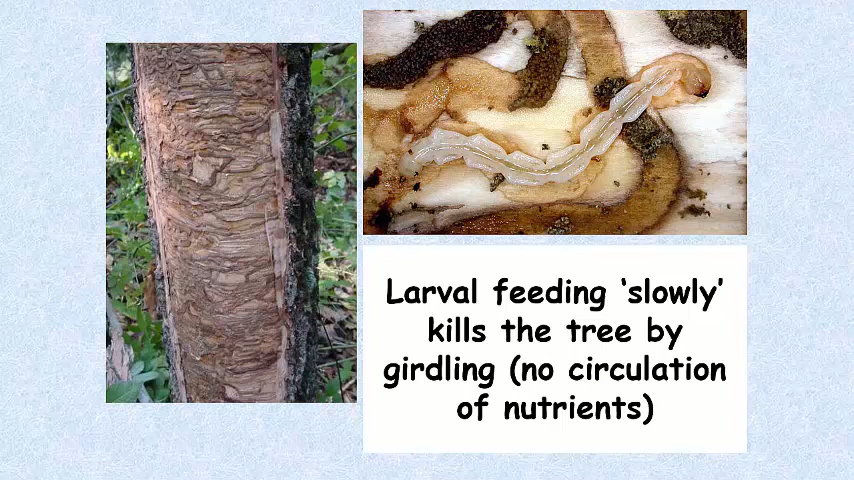 Larval feeding ‘slowly’
kills the tree by
girdling (no circulation
of nutrients)